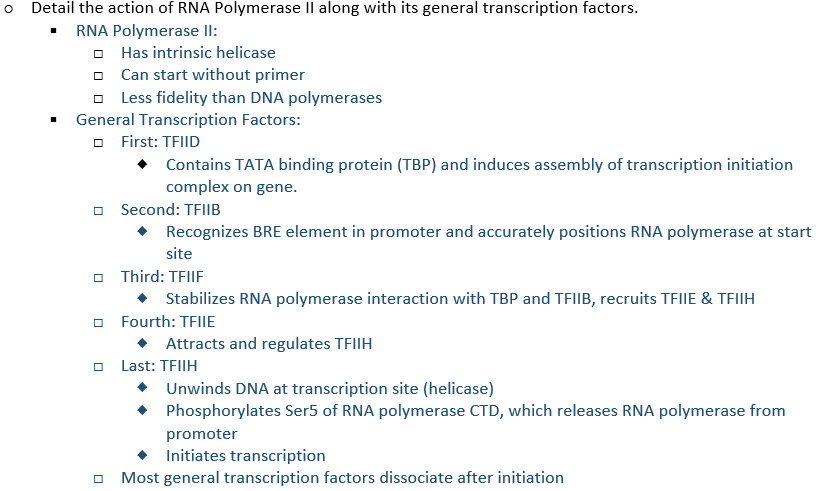 Detail the action of RNA Polymerase II along with its general transcription factors.
RNA Polymerase II:
Has intrinsic helicase
Can start without primer
Less fidelity than DNA polymerases
General Transcription Factors:
First: TFIID
Contains TATA binding protein (TBP) and induces assembly of transcription initiation
complex on gene.
Second: TFIIB
Recognizes BRE element in promoter and accurately positions RNA polymerase at start
site
Third: TFIIF
Stabilizes RNA polymerase interaction with TBP and TFIIB, recruits TFIIE & TFIIH
Fourth: TFIIE
Attracts and regulates TFIIH
Last: TFIIH
Unwinds DNA at transcription site (helicase)
Phosphorylates Ser5 of RNA polymerase CTD, which releases RNA polymerase from
promoter
Initiates transcription
Most general transcription factors dissociate after initiation